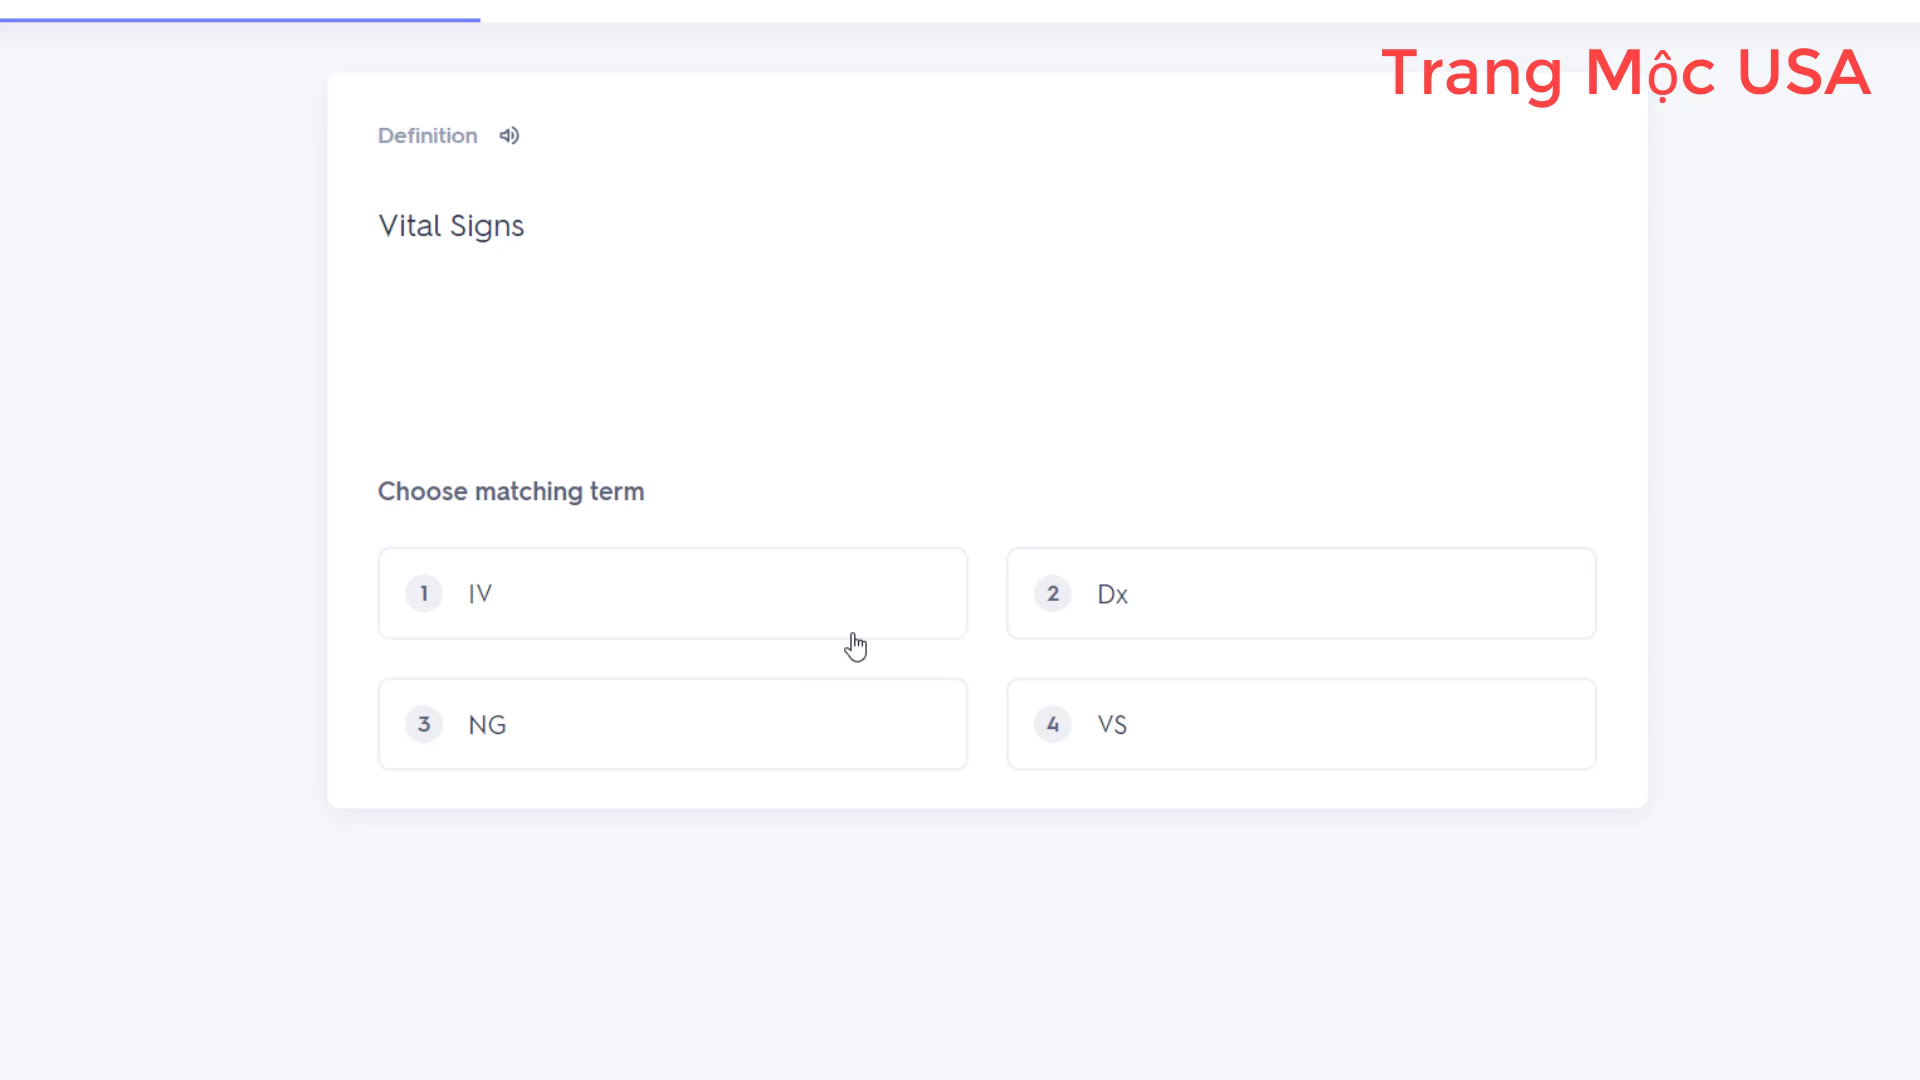 Trang Mộc USA
Definition
Vital Signs
Choose matching term
1 IV
2 Dx
3 NG
4 VS